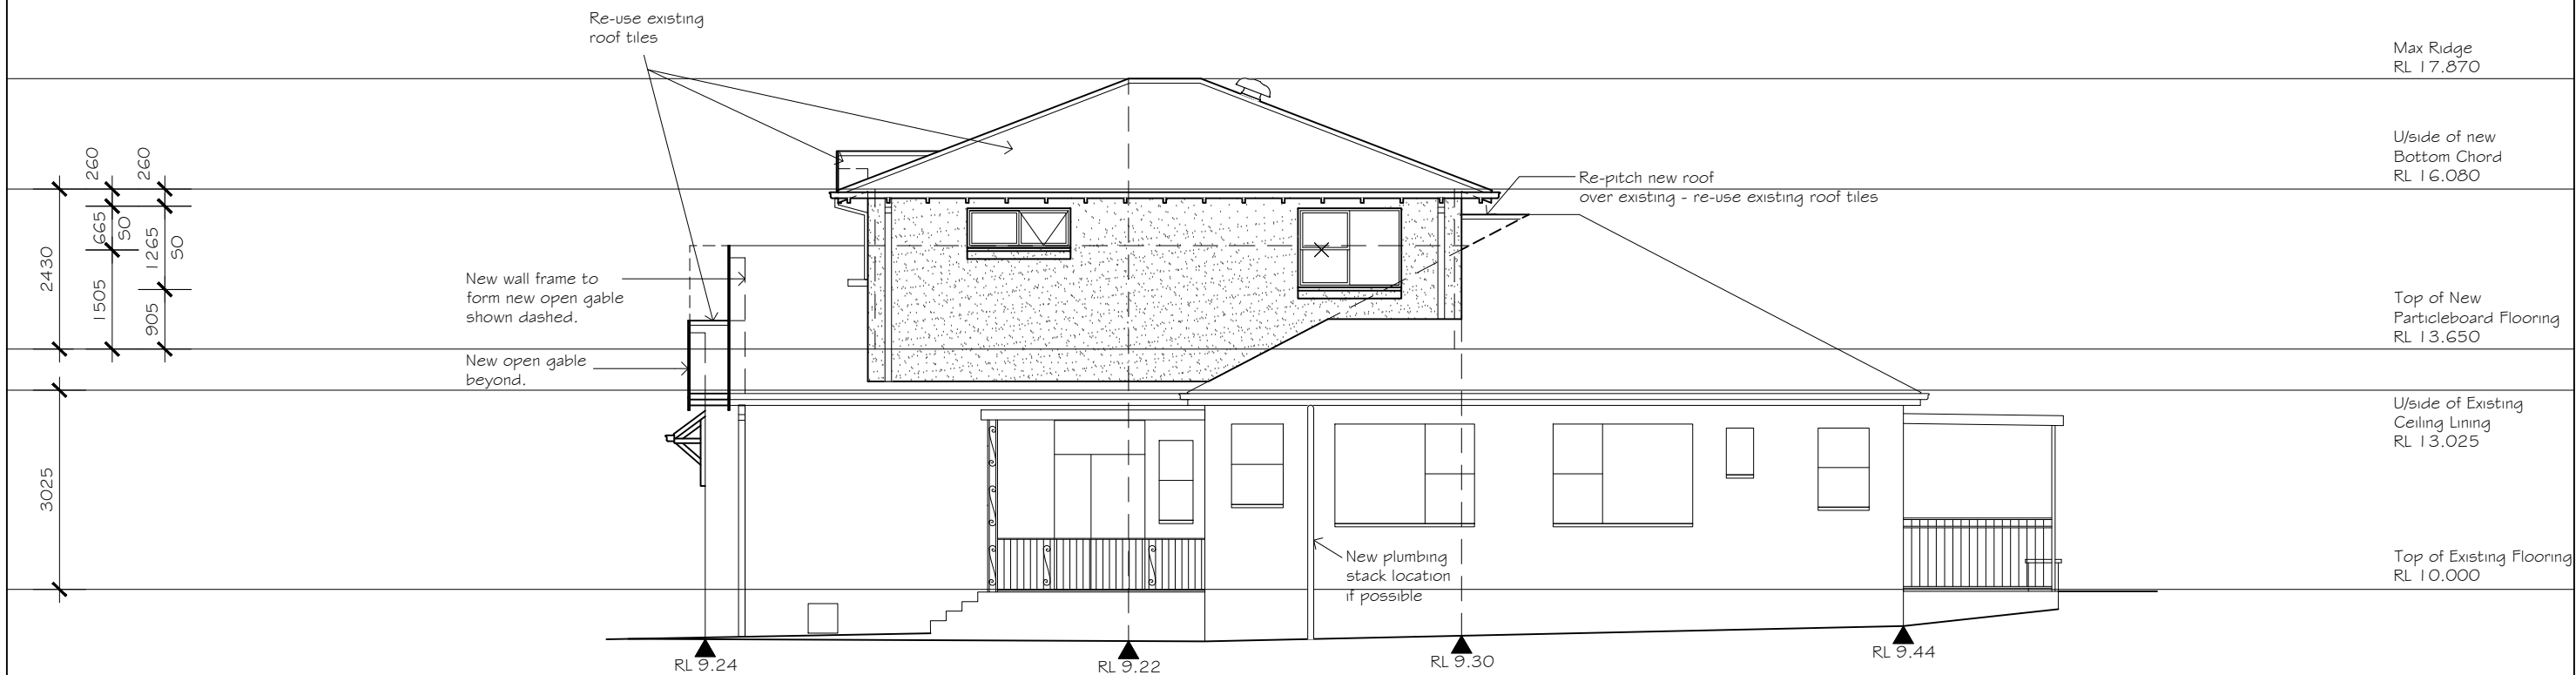 Re-use existing
roof tiles
Max Ridge
RL 17.870
U/side of new
Bottom Chord
RL 16.080
Re-pitch new roof
over existing - re-use existing roof tiles
260
260
665
50
1265
50
2430
1505
905
New wall frame to
form new open gable
shown dashed.
Top of New
Particleboard Flooring
RL 13.650
New open gable
beyond.
U/side of Existing
Ceiling Lining
RL 13.025
3025
New plumbing
stack location
if possible
Top of Existing Flooring
RL 10.000
RL 9.24
RL 9.22
RL 9.30
RL 9.44